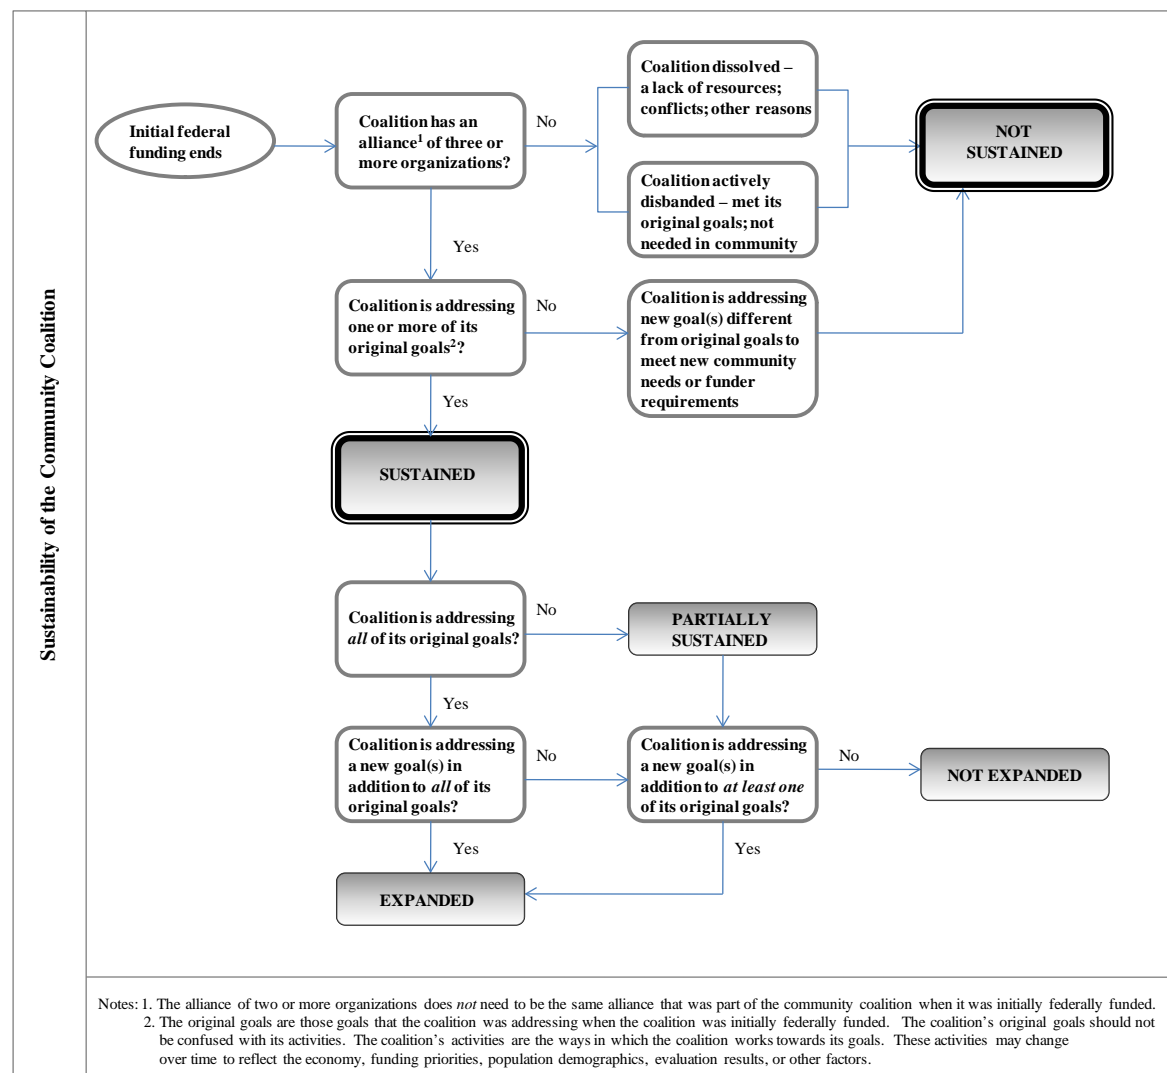 Sustainability of the Community Coalition
Initial federal
funding ends
Coalition has an
alliance1 of three or
more organizations?
No
Coalition dissolved –
a lack of resources;
conflicts; other reasons
Coalition actively
disbanded – met its
original goals; not
needed in community
NOT
SUSTAINED
Yes
Coalition is addressing
one or more of its
original goals2?
No
Coalition is addressing
new goal(s) different
from original goals to
meet new community
needs or funder
requirements
Yes
SUSTAINED
Coalition is addressing
all of its original goals?
No
PARTIALLY
SUSTAINED
Yes
Coalition is addressing
a new goal(s) in
addition to all of its
original goals?
No
Coalition is addressing
a new goal(s) in
addition to at least one
of its original goals?
No
NOT EXPANDED
Yes
Yes
EXPANDED
Notes: 1. The alliance of two or more organizations does not need to be the same alliance that was part of the community coalition when it was initially federally funded.
2. The original goals are those goals that the coalition was addressing when the coalition was initially federally funded. The coalition's original goals should not
be confused with its activities. The coalition's activities are the ways in which the coalition works towards its goals. These activities may change
over time to reflect the economy, funding priorities, population demographics, evaluation results, or other factors.